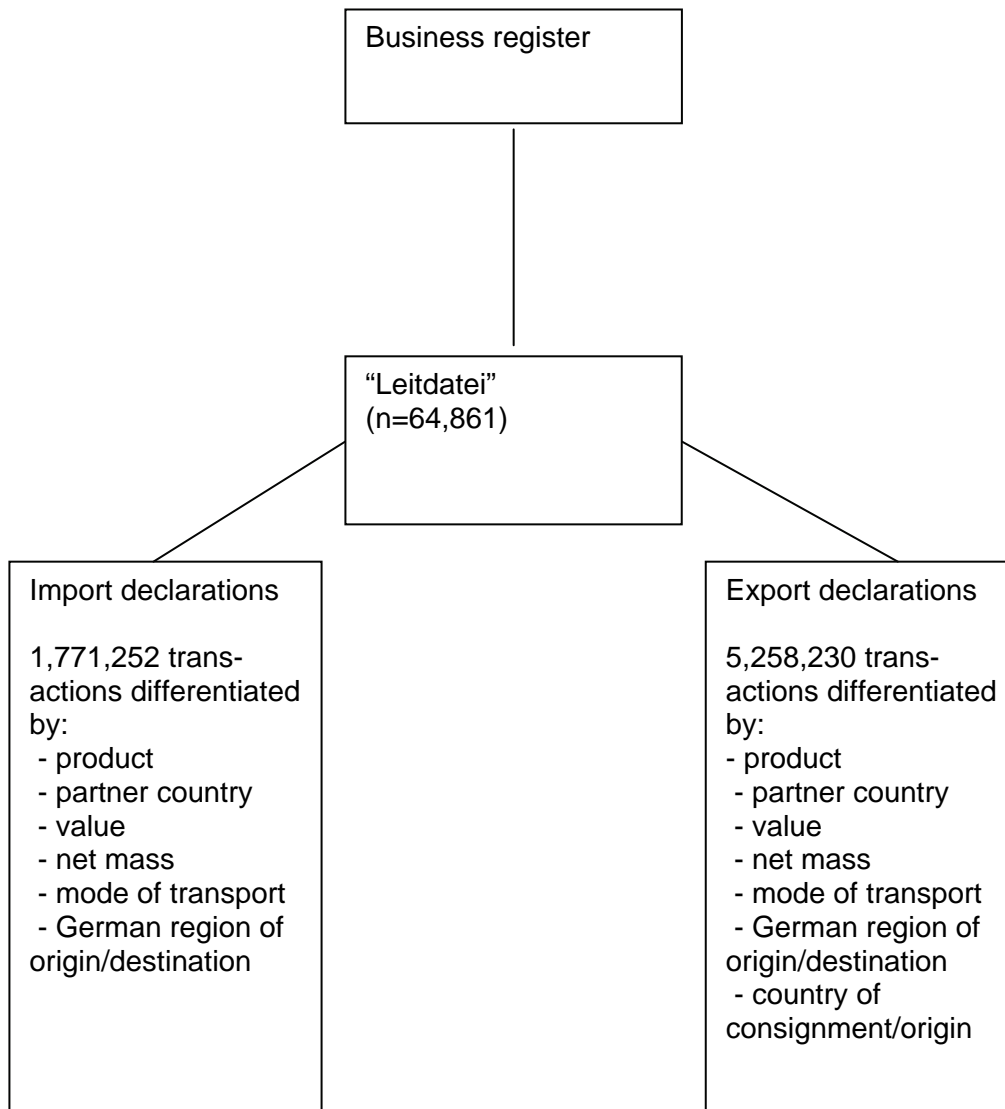 Business register
“Leitdatei”
(n=64,861)
Import declarations
1,771,252 trans-
actions differentiated
by:
- product
- partner country
- value
- net mass
- mode of transport
- German region of
origin/destination
Export declarations
5,258,230 trans-
actions differentiated
by:
- product
- partner country
- value
- net mass
- mode of transport
- German region of
origin/destination
- country of
consignment/origin